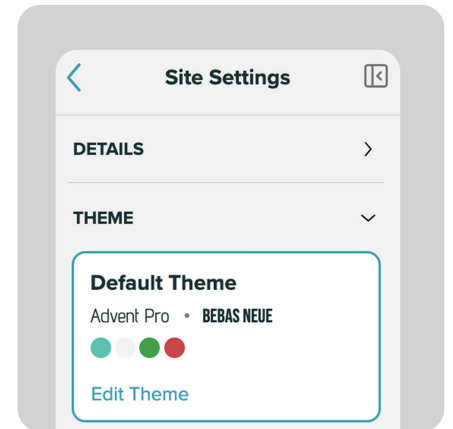 Site Settings
DETAILS
THEME
Default Theme
Advent Pro • BEBAS NEUE
Edit Theme